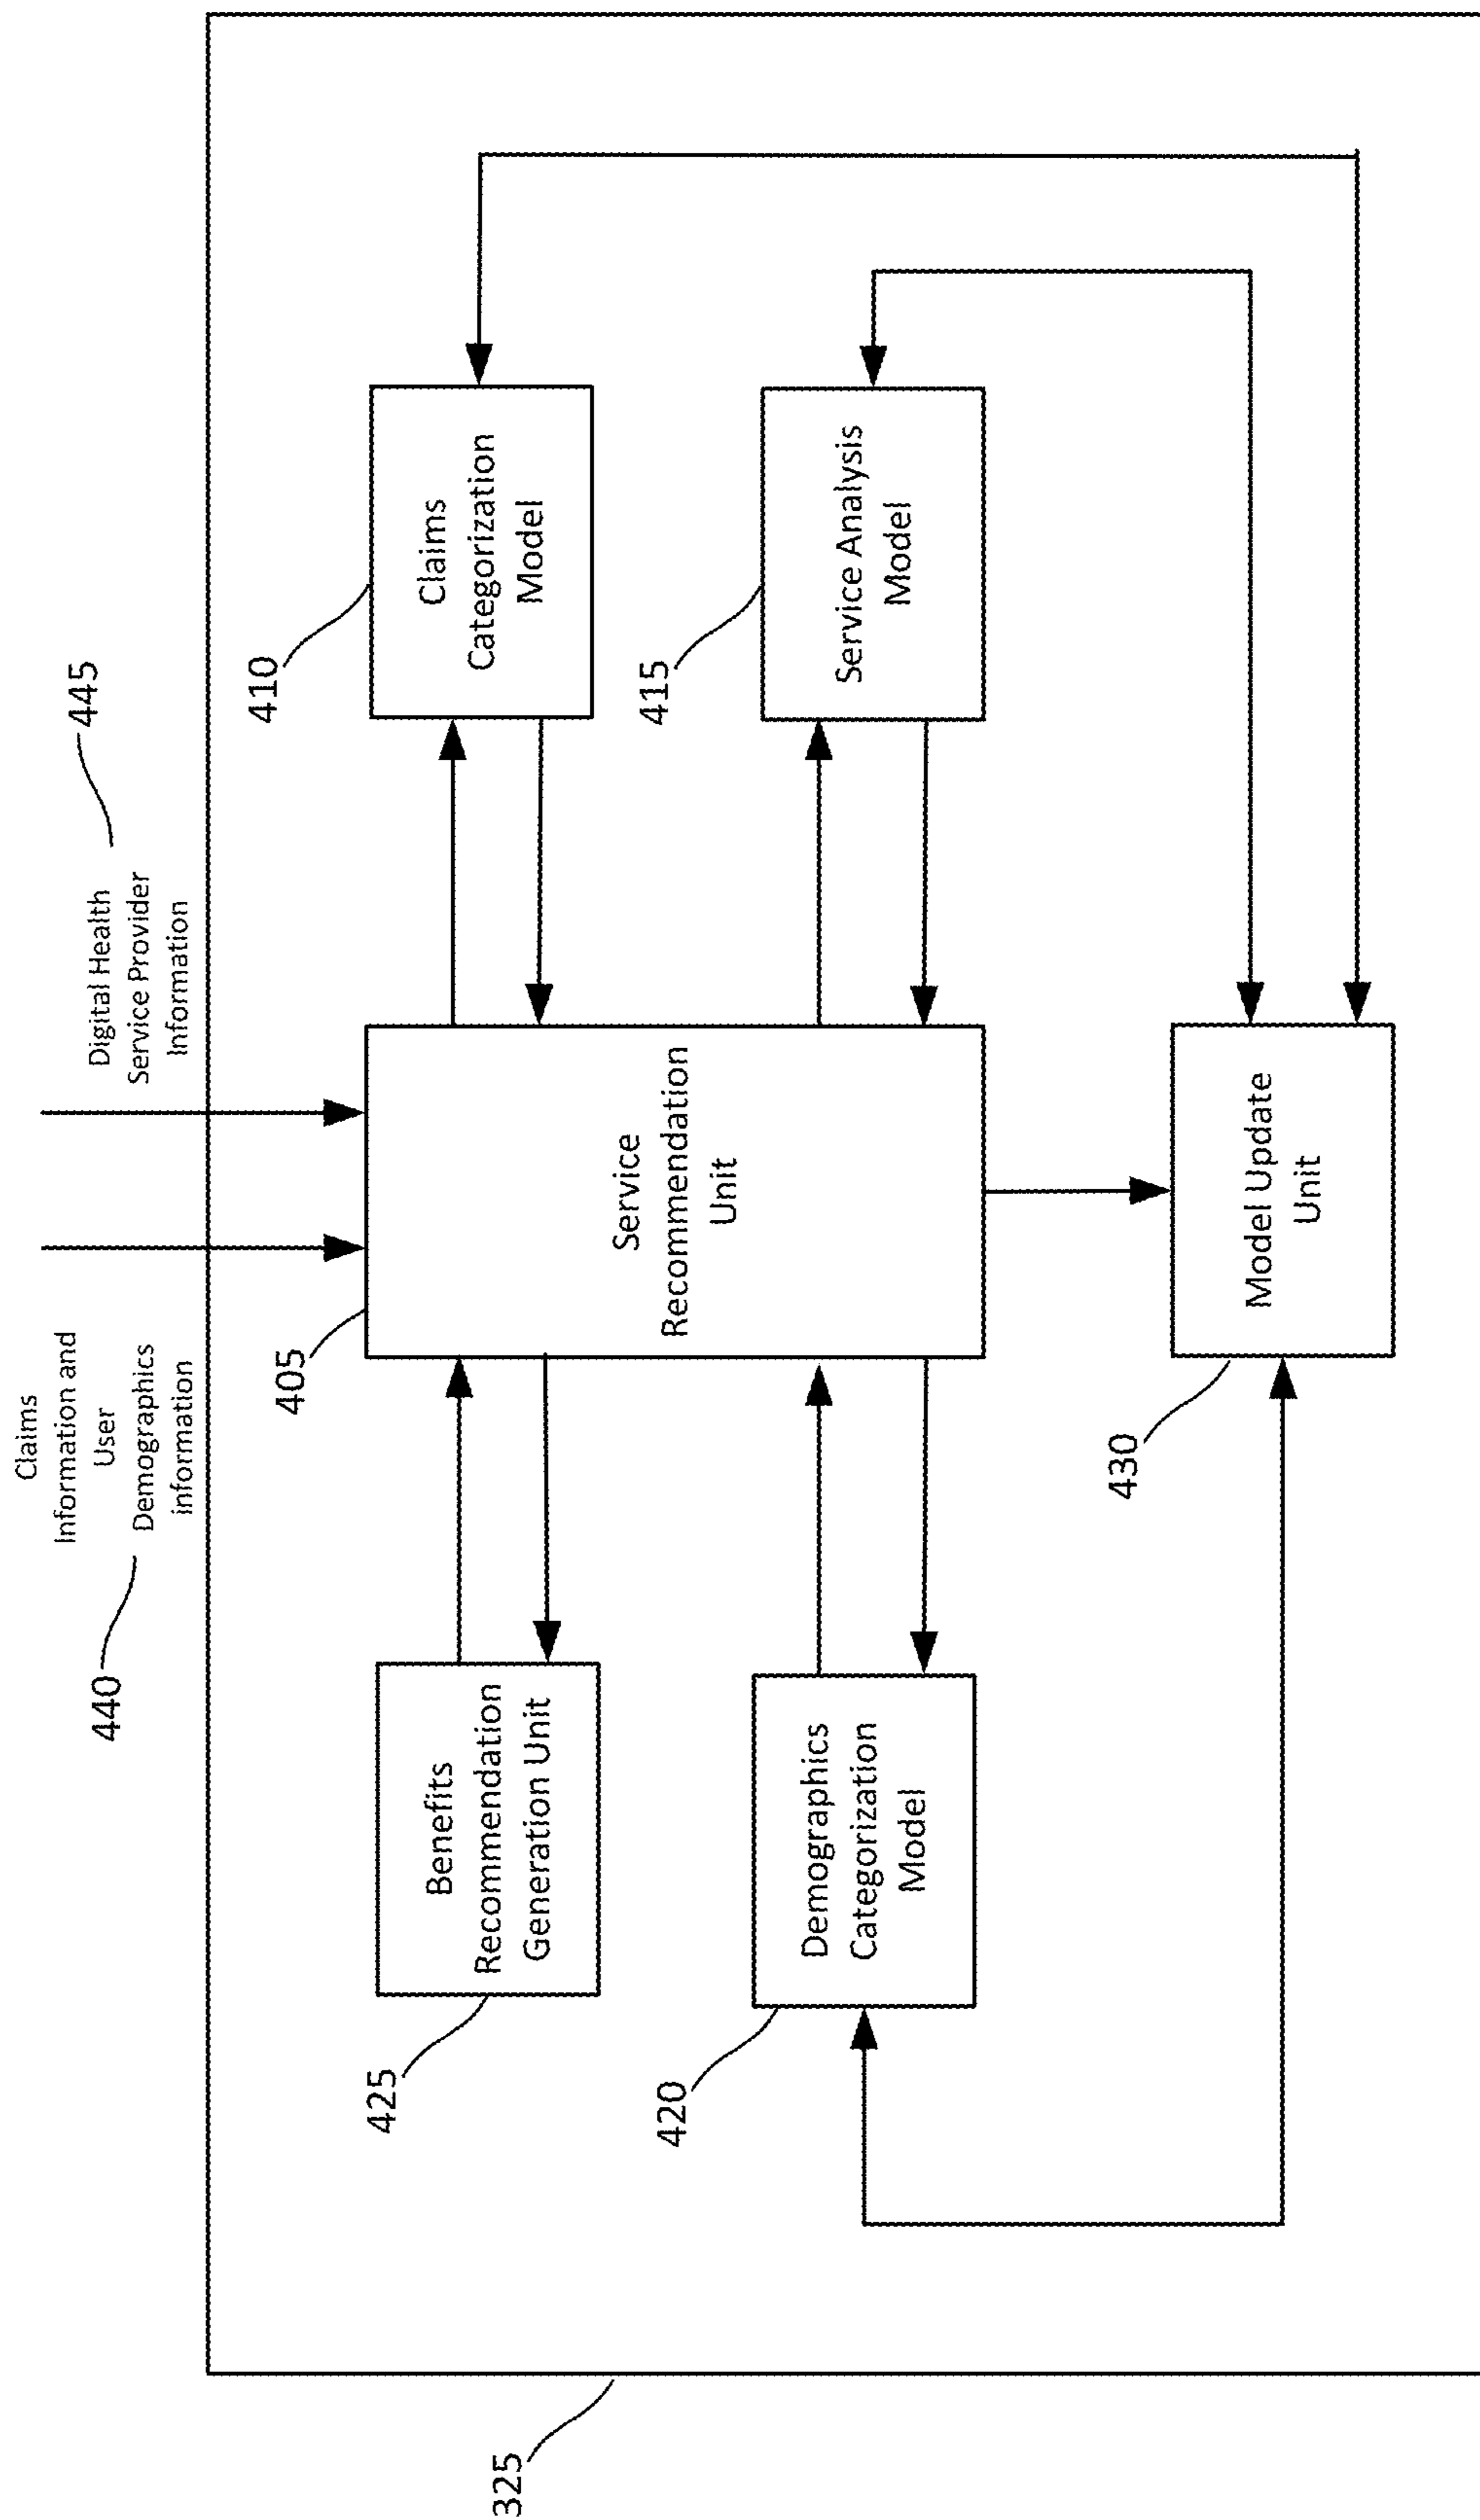 Claims
Information and
User
Demographics
information
440
Digital Health
Service Provider
Information
445
405
Service
Recommendation
Unit
425
Benefits
Recommendation
Generation Unit
410
Claims
Categorization
Model
420
Demographics
Categorization
Model
415
Service Analysis
Model
430
Model Update
Unit
325